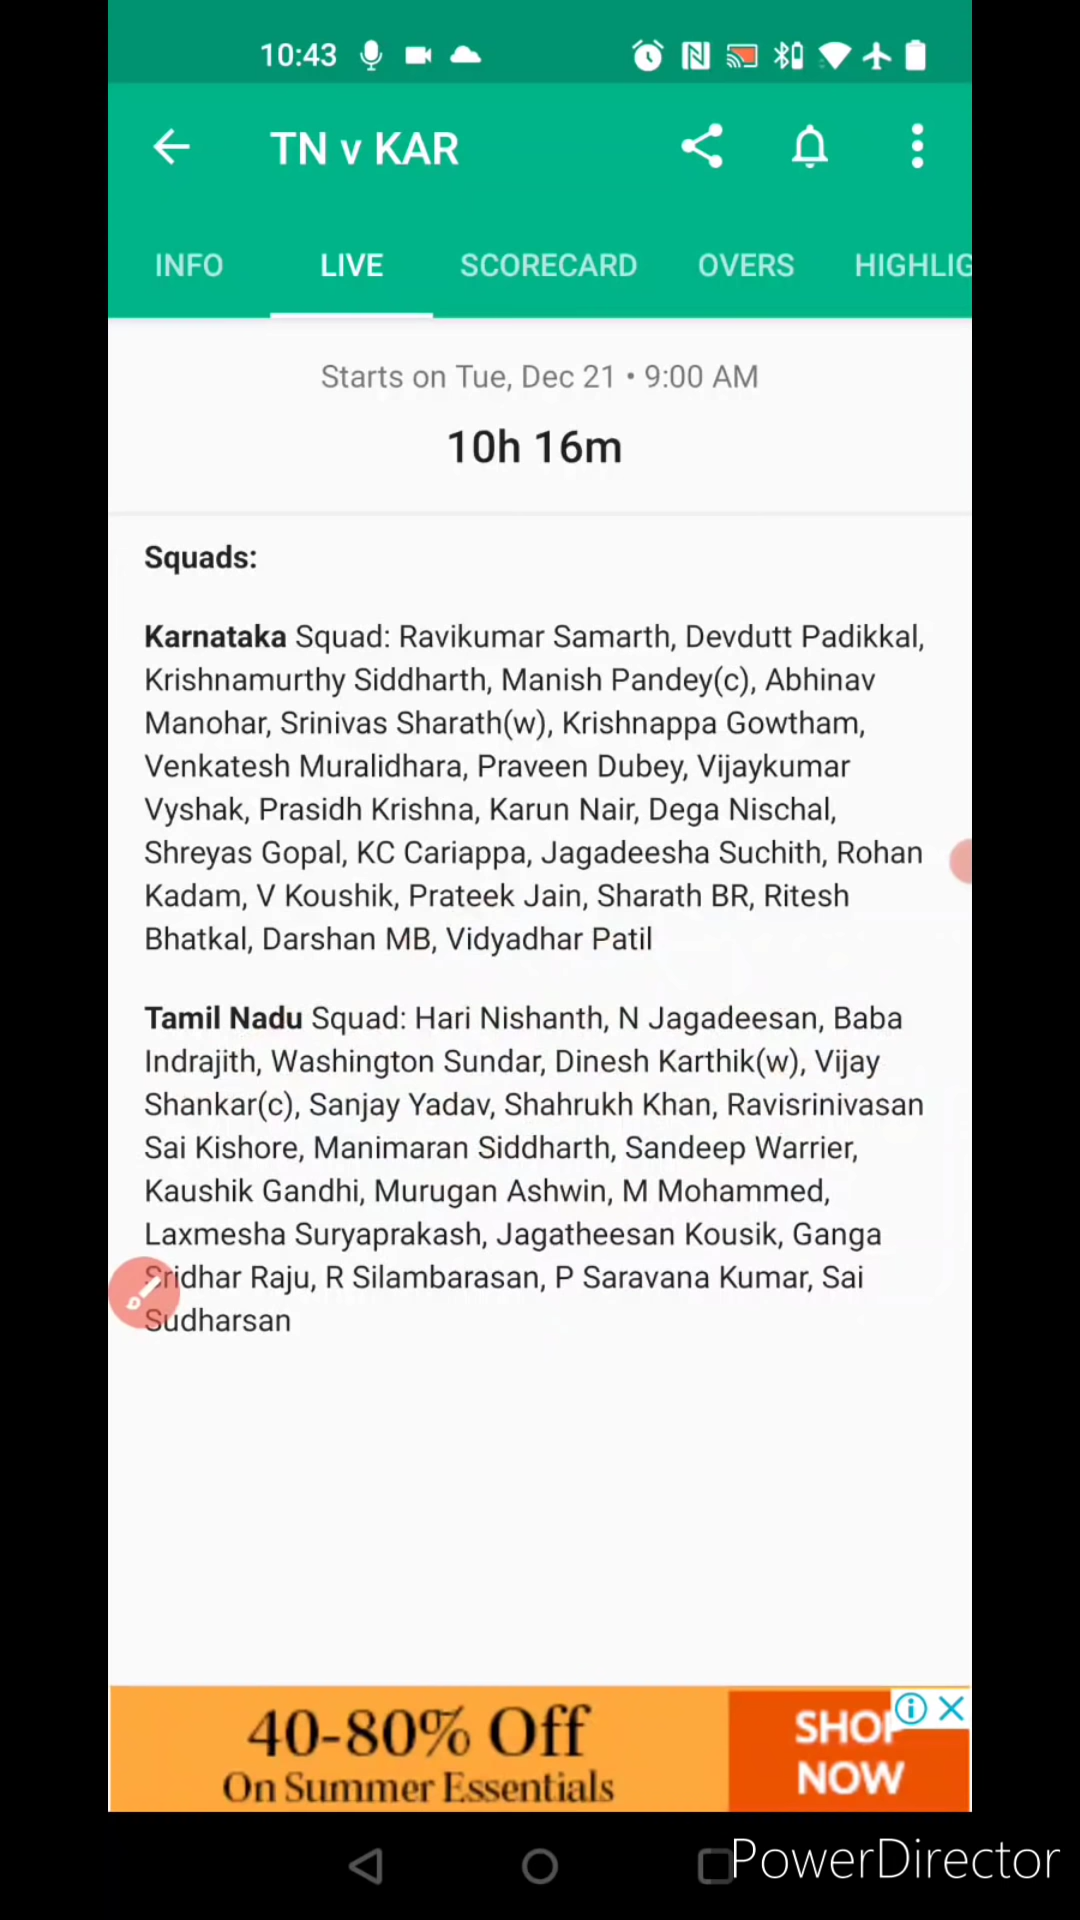 10:43
TN v KAR
INFO LIVE SCORECARD OVERS HIGHLIG
Starts on Tue, Dec 21 • 9:00 AM
10h 16m
Squads:
Karnataka Squad: Ravikumar Samarth, Devdutt Padikkal,
Krishnamurthy Siddharth, Manish Pandey(c), Abhinav
Manohar, Srinivas Sharath(w), Krishnappa Gowtham,
Venkatesh Muralidhara, Praveen Dubey, Vijaykumar
Vyshak, Prasidh Krishna, Karun Nair, Dega Nischal,
Shreyas Gopal, KC Cariappa, Jagadeesha Suchith, Rohan
Kadam, V Koushik, Prateek Jain, Sharath BR, Ritesh
Bhatkal, Darshan MB, Vidyadhar Patil
Tamil Nadu Squad: Hari Nishanth, N Jagadeesan, Baba
Indrajith, Washington Sundar, Dinesh Karthik(w), Vijay
Shankar(c), Sanjay Yadav, Shahrukh Khan, Ravisrinivasan
Sai Kishore, Manimaran Siddharth, Sandeep Warrier,
Kaushik Gandhi, Murugan Ashwin, M Mohammed,
Laxmesha Suryaprakash, Jagatheesan Kousik, Ganga
Sridhar Raju, R Silambarasan, P Saravana Kumar, Sai
Sudharsan
40-80% Off
On Summer Essentials
SHOP
NOW
PowerDirector